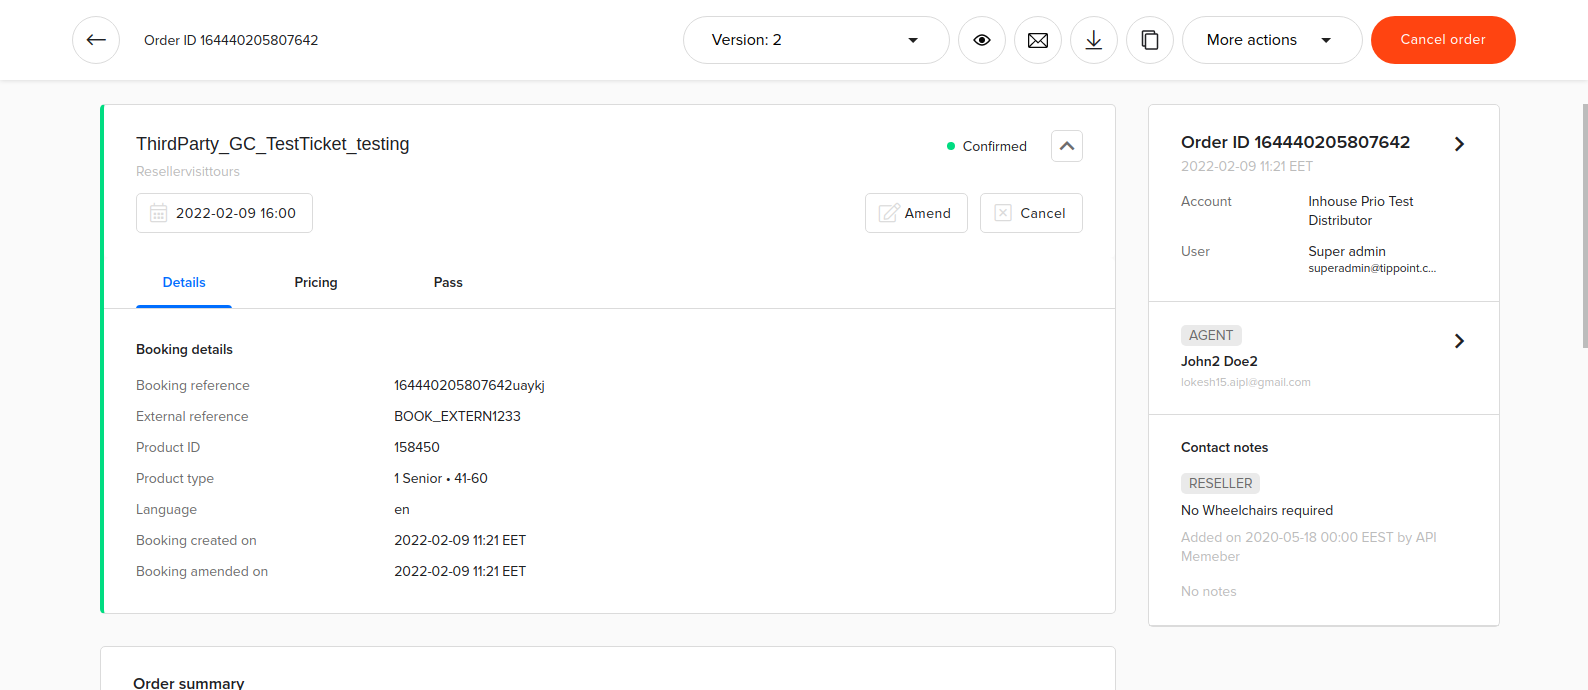 Order ID 164440205807642
Version: 2
More actions
Cancel order
ThirdParty_GC_TestTicket_testing
Confirmed
Resellervisittours
2022-02-09 16:00
Amend
Cancel
Details
Pricing
Pass
Booking details
Booking reference 164440205807642uaykj
External reference BOOK_EXTERN1233
Product ID 158450
Product type 1 Senior • 41-60
Language en
Booking created on 2022-02-09 11:21 EET
Booking amended on 2022-02-09 11:21 EET
Order summary
Order ID 164440205807642
2022-02-09 11:21 EET
Account Inhouse Prio Test
Distributor
User Super admin
superadmin@tippoint.c...
AGENT
John2 Doe2
lokesh15.aipl@gmail.com
Contact notes
RESELLER
No Wheelchairs required
Added on 2020-05-18 00:00 EEST by API
Memeber
No notes